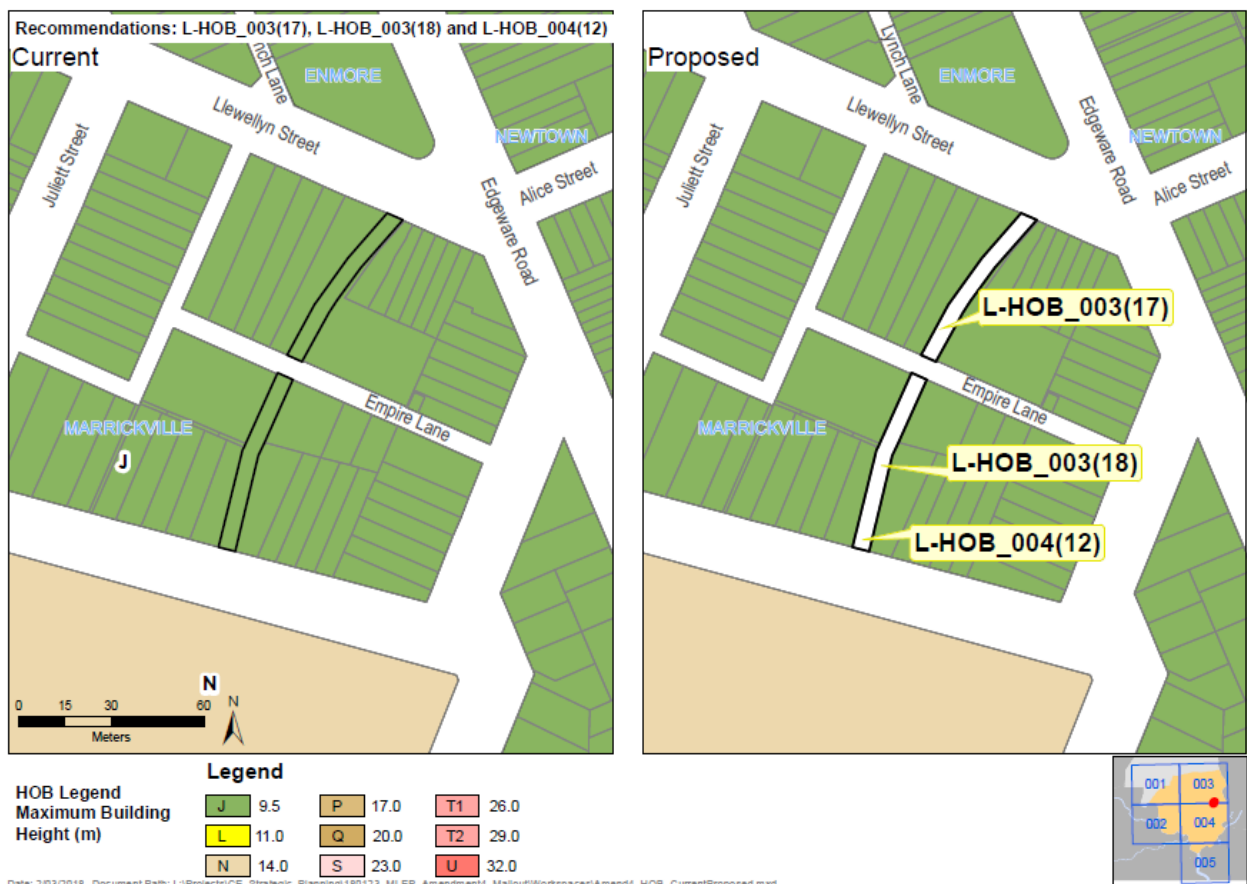 Recommendations: L-HOB_003(17), L-HOB_003(18) and L-HOB_004(12)
Current
ynch Lane
ENMORE
Llewellyn Street
NEWTOWN
Juliett Street
Alice Street
Edgeware Road
Empire Lane
MARRICKVILLE
J
N
0 15 30 60
Meters
N
Proposed
Lynch Lane
ENMORE
Edgeware Road
Llewellyn Street
NEWTOWN
Juliett Street
Alice Street
L-HOB_003(17)
Empire Lane
MARRICKVILLE
L-HOB_003(18)
L-HOB_004(12)
HOB Legend
Maximum Building
Height (m)
Legend
J 9.5 P 17.0 T1 26.0
L 11.0 Q 20.0 T2 29.0
N 14.0 S 23.0 U 32.0
001 003
002 004
005